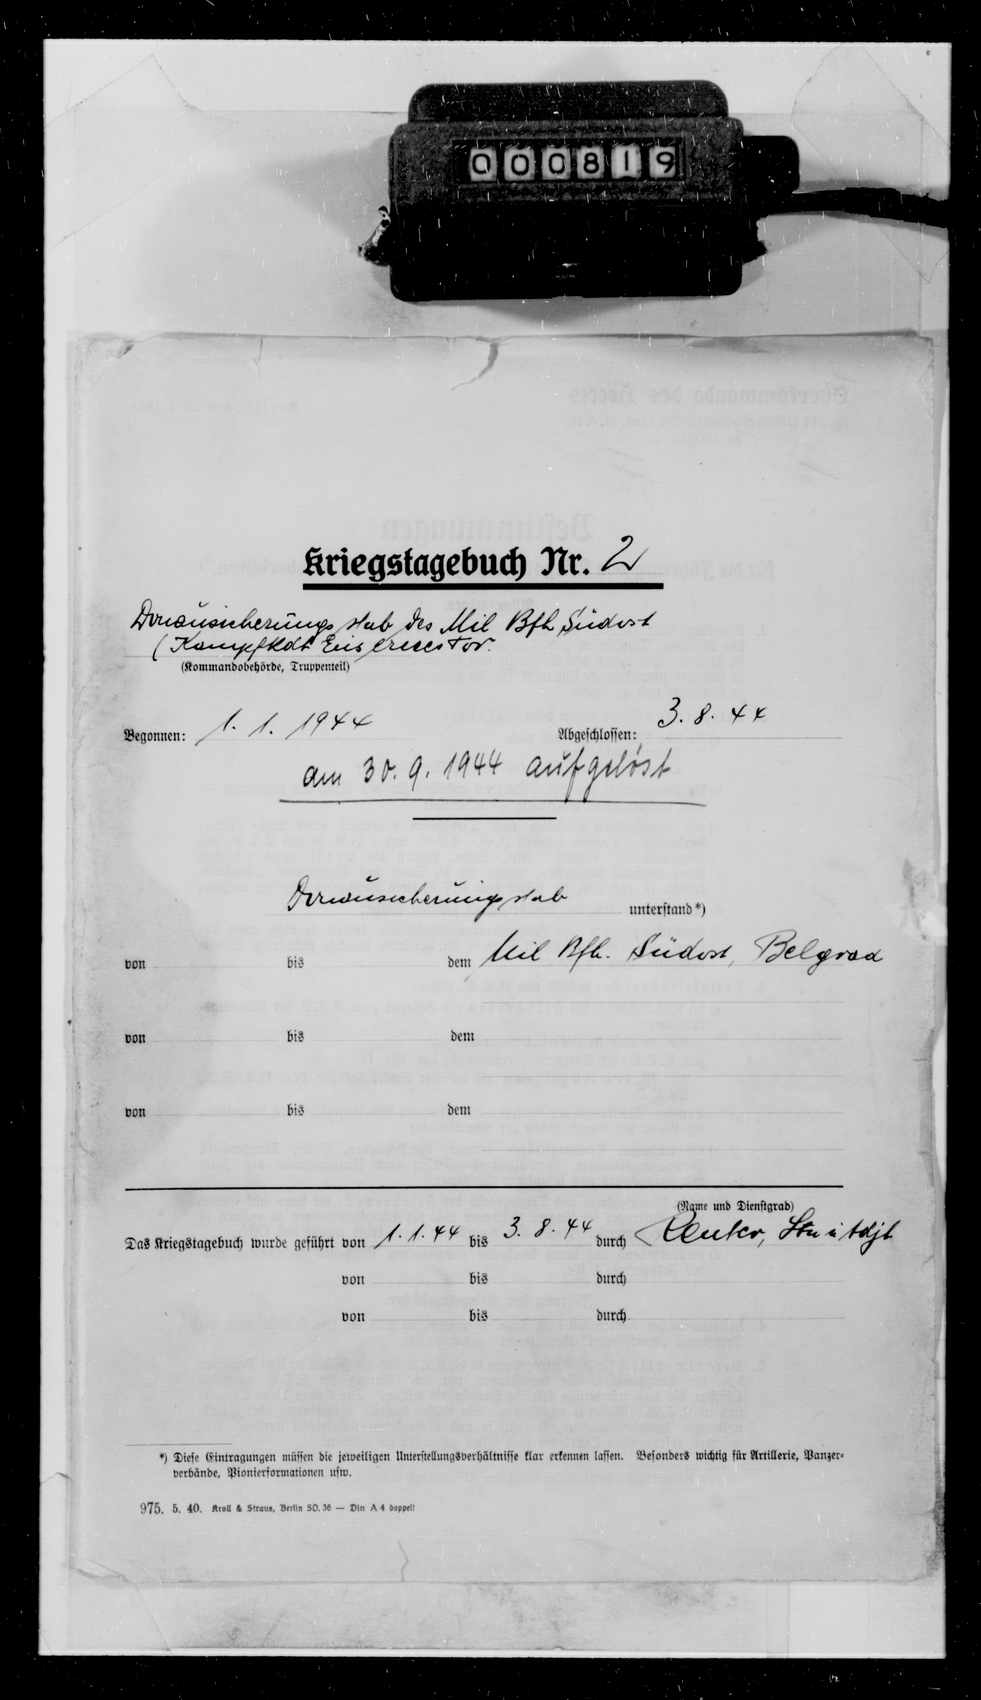 000819
Kriegstagebuch Nr. 2
Donausicherungsstab des Mil Bfh Südost
(Kampfkdt Eisernes Tor.
(Kommandobehörde, Truppenteil)
Begonnen: 1. 1. 1944 Abgeschlossen: 3. 8. 44
am 30. 9. 1944 aufgelöst
Donausicherungsstab unterstand*)
von bis dem Mil Bfh. Südost, Belgrad
von bis dem
von bis dem
(Name und Dienstgrad)
Das Kriegstagebuch wurde geführt von 1. 1. 44 bis 3. 8. 44 durch
von bis durch
von bis durch
*) Diese Eintragungen müssen die jeweiligen Unterstellungsverhältnisse klar erkennen lassen. Besonders wichtig für Artillerie, Panzer-
verbände, Pionierformationen usw.
975. 5. 40. Kroll & Straus, Berlin SO. 36 — Din A 4 doppelt